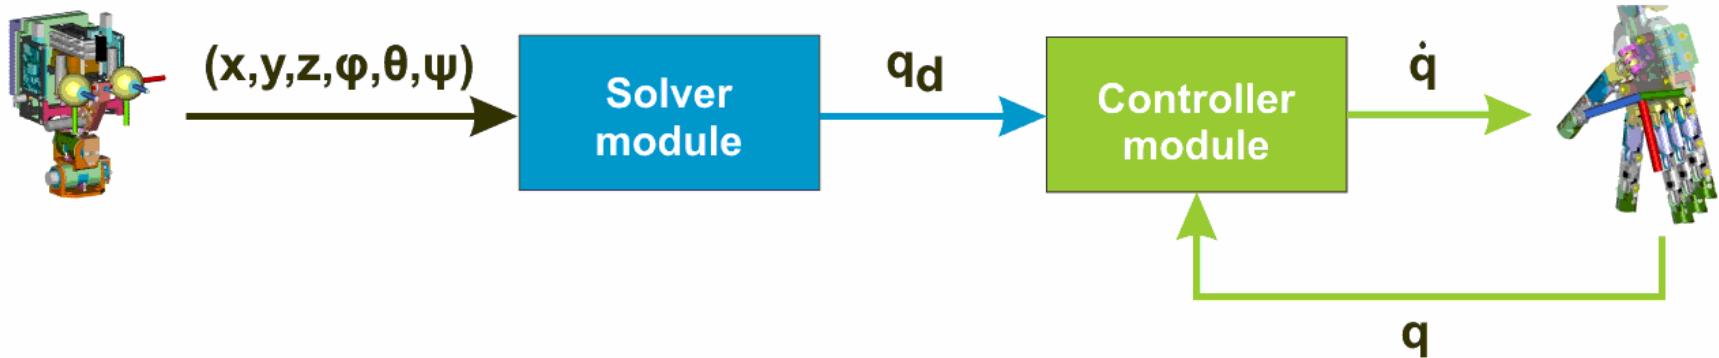 (x,y,z,φ,θ,ψ)
Solver
module
qd
Controller
module
q̇
q